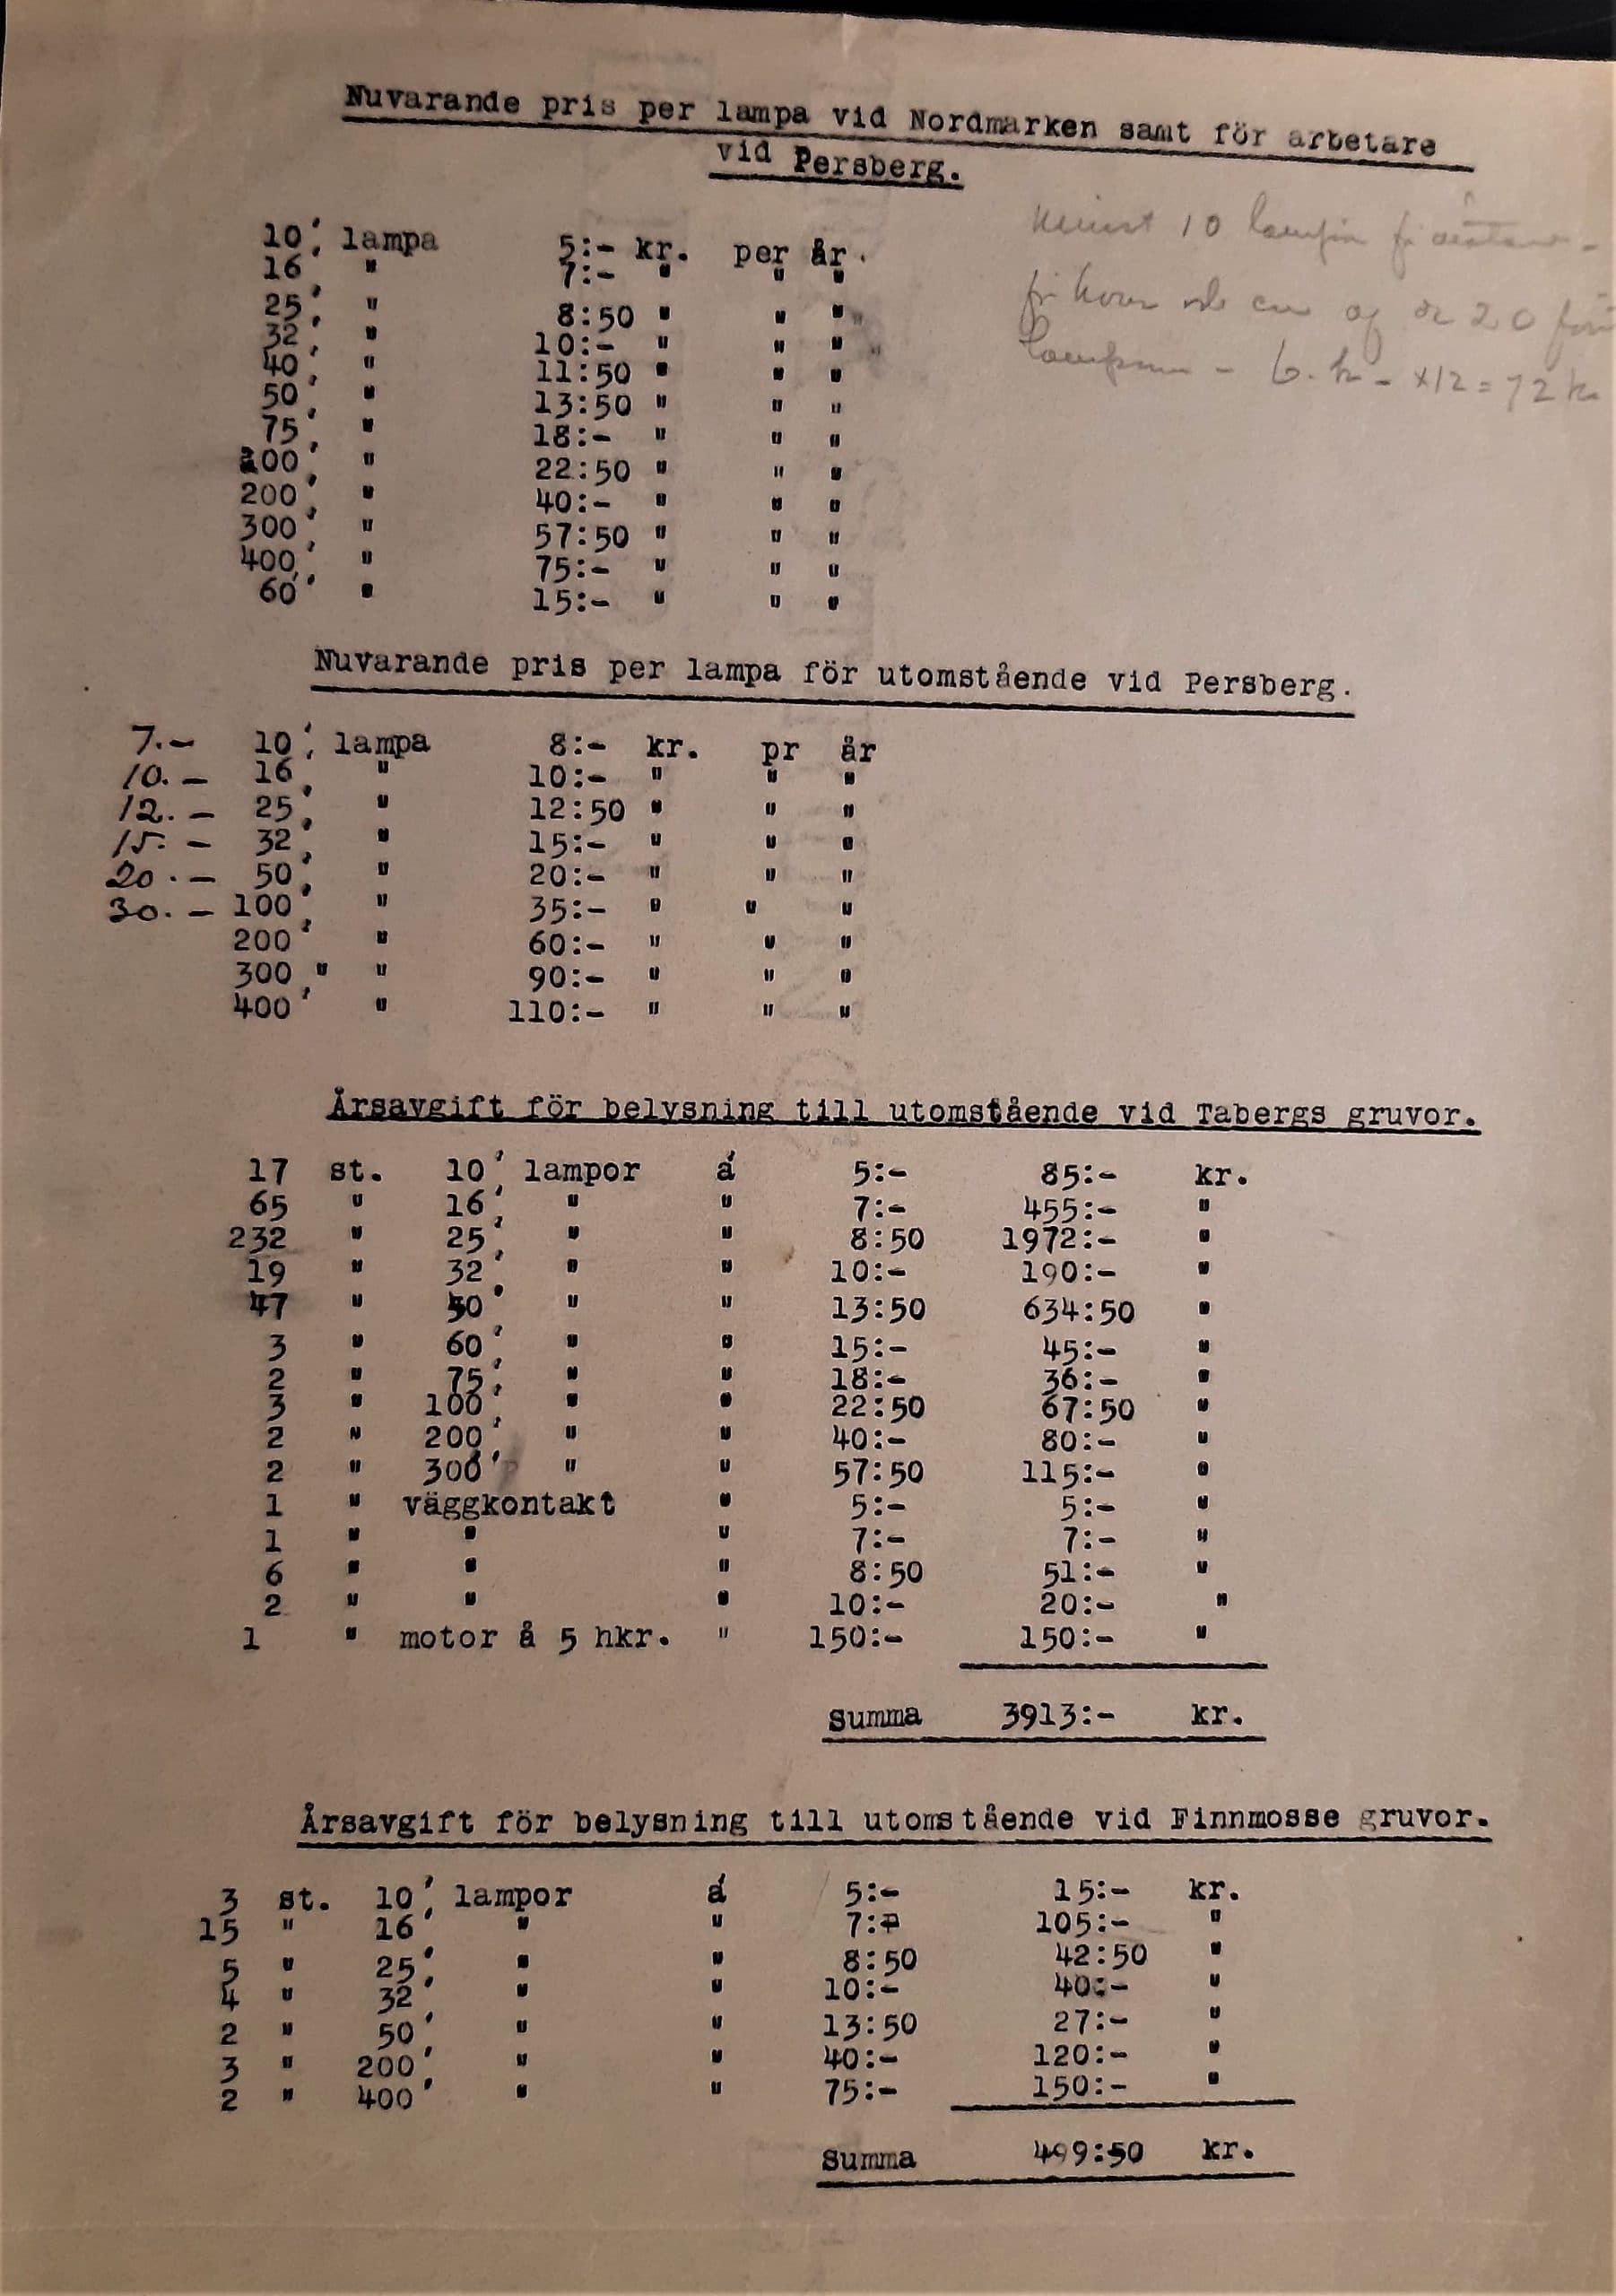 Nuvarande pris per lampa vid Nordmarken samt för arbetare
vid Persberg.
10' lampa 5:- kr. per år.
16' " 7:- " " "
25' " 8:50 " " "
32' " 10:- " " "
40' " 11:50 " " "
50' " 13:50 " " "
75' " 18:- " " "
100' " 22:50 " " "
200' " 40:- " " "
300' " 57:50 " " "
400' " 75:- " " "
60' " 15:- " " "
10
20
6. kr - x12 = 72 kr
Nuvarande pris per lampa för utomstående vid Persberg.
7.- 10' lampa 8:- kr. pr år
10.- 16' " 10:- " " "
12.- 25' " 12:50 " " "
15.- 32' " 15:- " " "
20.- 50' " 20:- " " "
30.- 100' " 35:- " " "
200' " 60:- " " "
300 " " 90:- " " "
400' " 110:- " " "
Årsavgift för belysning till utomstående vid Tabergs gruvor.
17 st. 10' lampor á 5:- 85:- kr.
65 " 16' " " 7:- 455:- "
232 " 25' " " 8:50 1972:- "
19 " 32' " " 10:- 190:- "
47 " 50' " " 13:50 634:50 "
3 " 60' " " 15:- 45:- "
2 " 75' " " 18:- 36:- "
3 " 100' " " 22:50 67:50 "
2 " 200' " " 40:- 80:- "
2 " 300' " " 57:50 115:- "
1 " väggkontakt " 5:- 5:- "
1 " " " 7:- 7:- "
6 " " " 8:50 51:- "
2 " " " 10:- 20:- "
1 " motor å 5 hkr. " 150:- 150:- "
Summa 3913:- kr.
Årsavgift för belysning till utomstående vid Finnmosse gruvor.
3 st. 10' lampor á 5:- 15:- kr.
15 " 16' " " 7:- 105:- "
5 " 25' " " 8:50 42:50 "
4 " 32' " " 10:- 40:- "
2 " 50' " " 13:50 27:- "
3 " 200' " " 40:- 120:- "
2 " 400' " " 75:- 150:- "
Summa 499:50 kr.